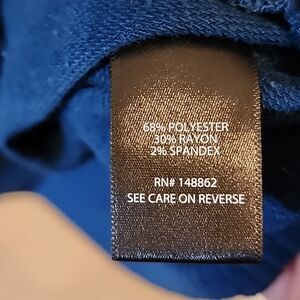 68% POLYESTER
30% RAYON
2% SPANDEX
RN# 148862
SEE CARE ON REVERSE